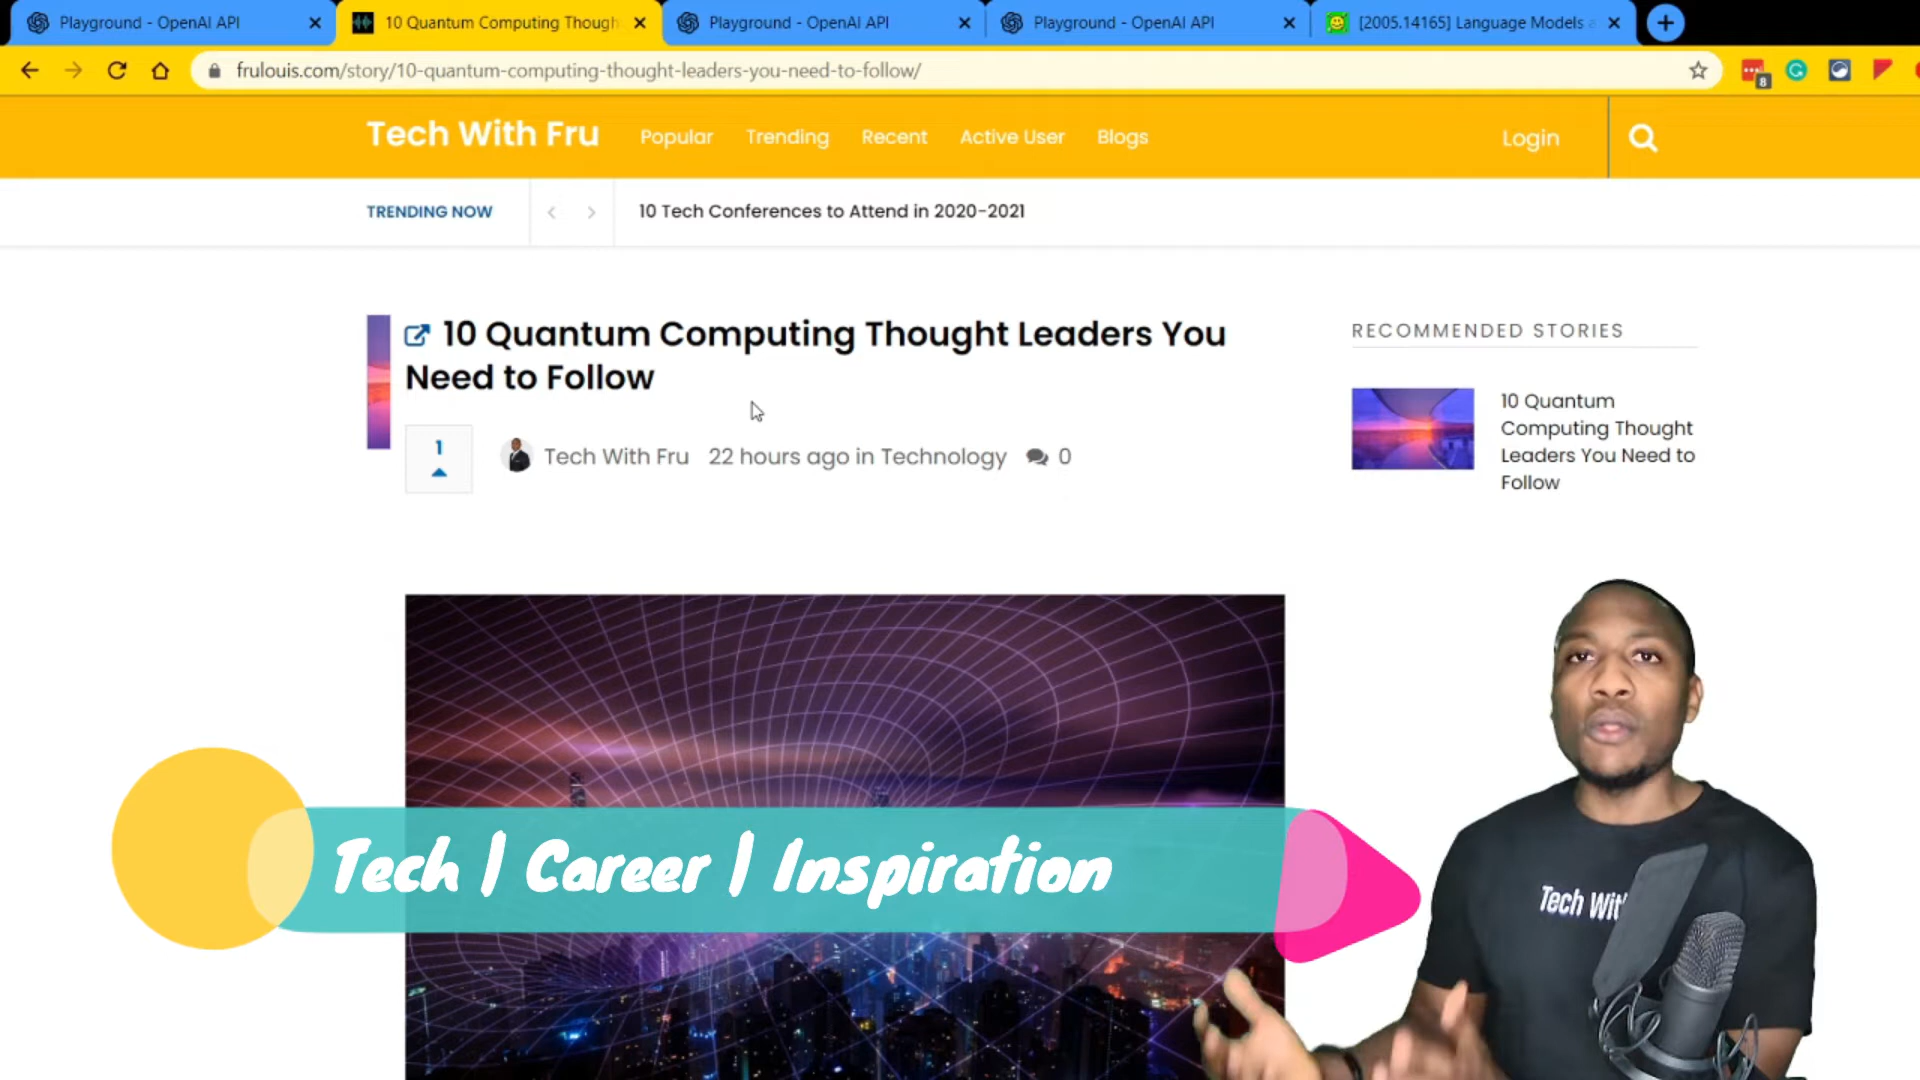 Playground - OpenAI API
10 Quantum Computing Though
Playground - OpenAI API
Playground - OpenAI API
[2005.14165] Language Models a
frulouis.com/story/10-quantum-computing-thought-leaders-you-need-to-follow/
8
Tech With Fru
Popular
Trending
Recent
Active User
Blogs
Login
TRENDING NOW
10 Tech Conferences to Attend in 2020-2021
10 Quantum Computing Thought Leaders You
Need to Follow
1
Tech With Fru
22 hours ago in Technology
0
RECOMMENDED STORIES
10 Quantum
Computing Thought
Leaders You Need to
Follow
Tech | Career | Inspiration
Tech Wit